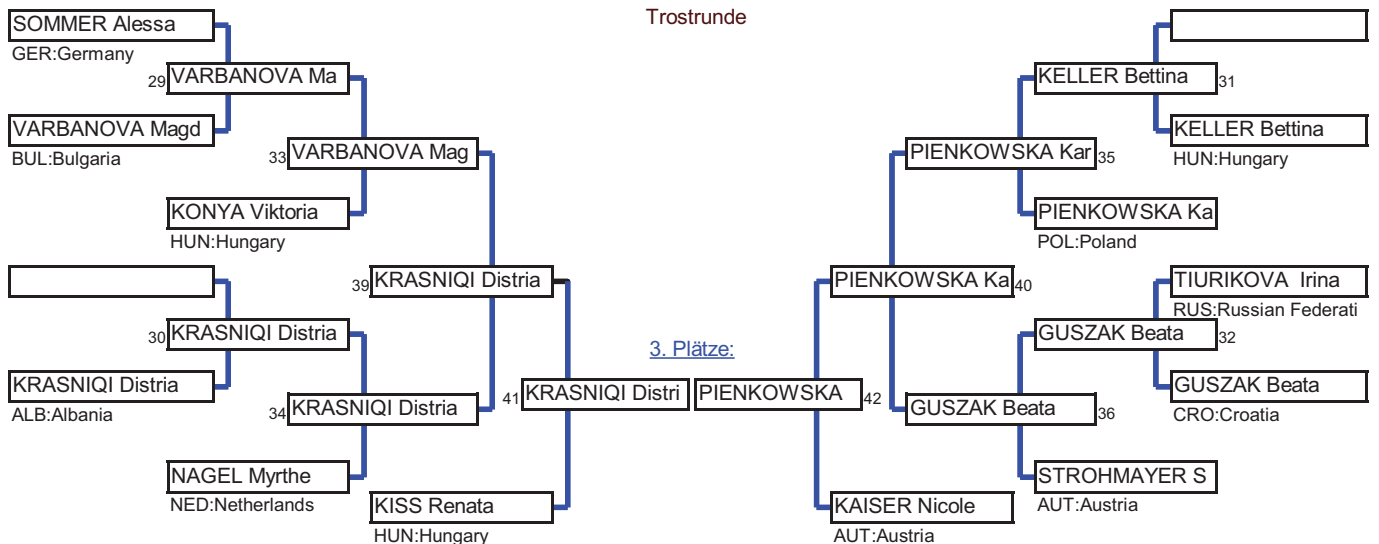 Trostrunde
SOMMER Alessa
GER:Germany
29 VARBANOVA Ma
VARBANOVA Magd
BUL:Bulgaria
33 VARBANOVA Mag
KONYA Viktoria
HUN:Hungary
39 KRASNIQI Distria
30 KRASNIQI Distria
KRASNIQI Distria
ALB:Albania
34 KRASNIQI Distria
NAGEL Myrthe
NED:Netherlands
41 KRASNIQI Distri
KISS Renata
HUN:Hungary
3. Plätze:
KELLER Bettina 31
KELLER Bettina
HUN:Hungary
PIENKOWSKA Kar 35
PIENKOWSKA Ka
POL:Poland
PIENKOWSKA Ka 40
TIURIKOVA Irina
RUS:Russian Federati
GUSZAK Beata 32
GUSZAK Beata
CRO:Croatia
PIENKOWSKA 42
GUSZAK Beata 36
STROHMAYER S
AUT:Austria
KAISER Nicole
AUT:Austria